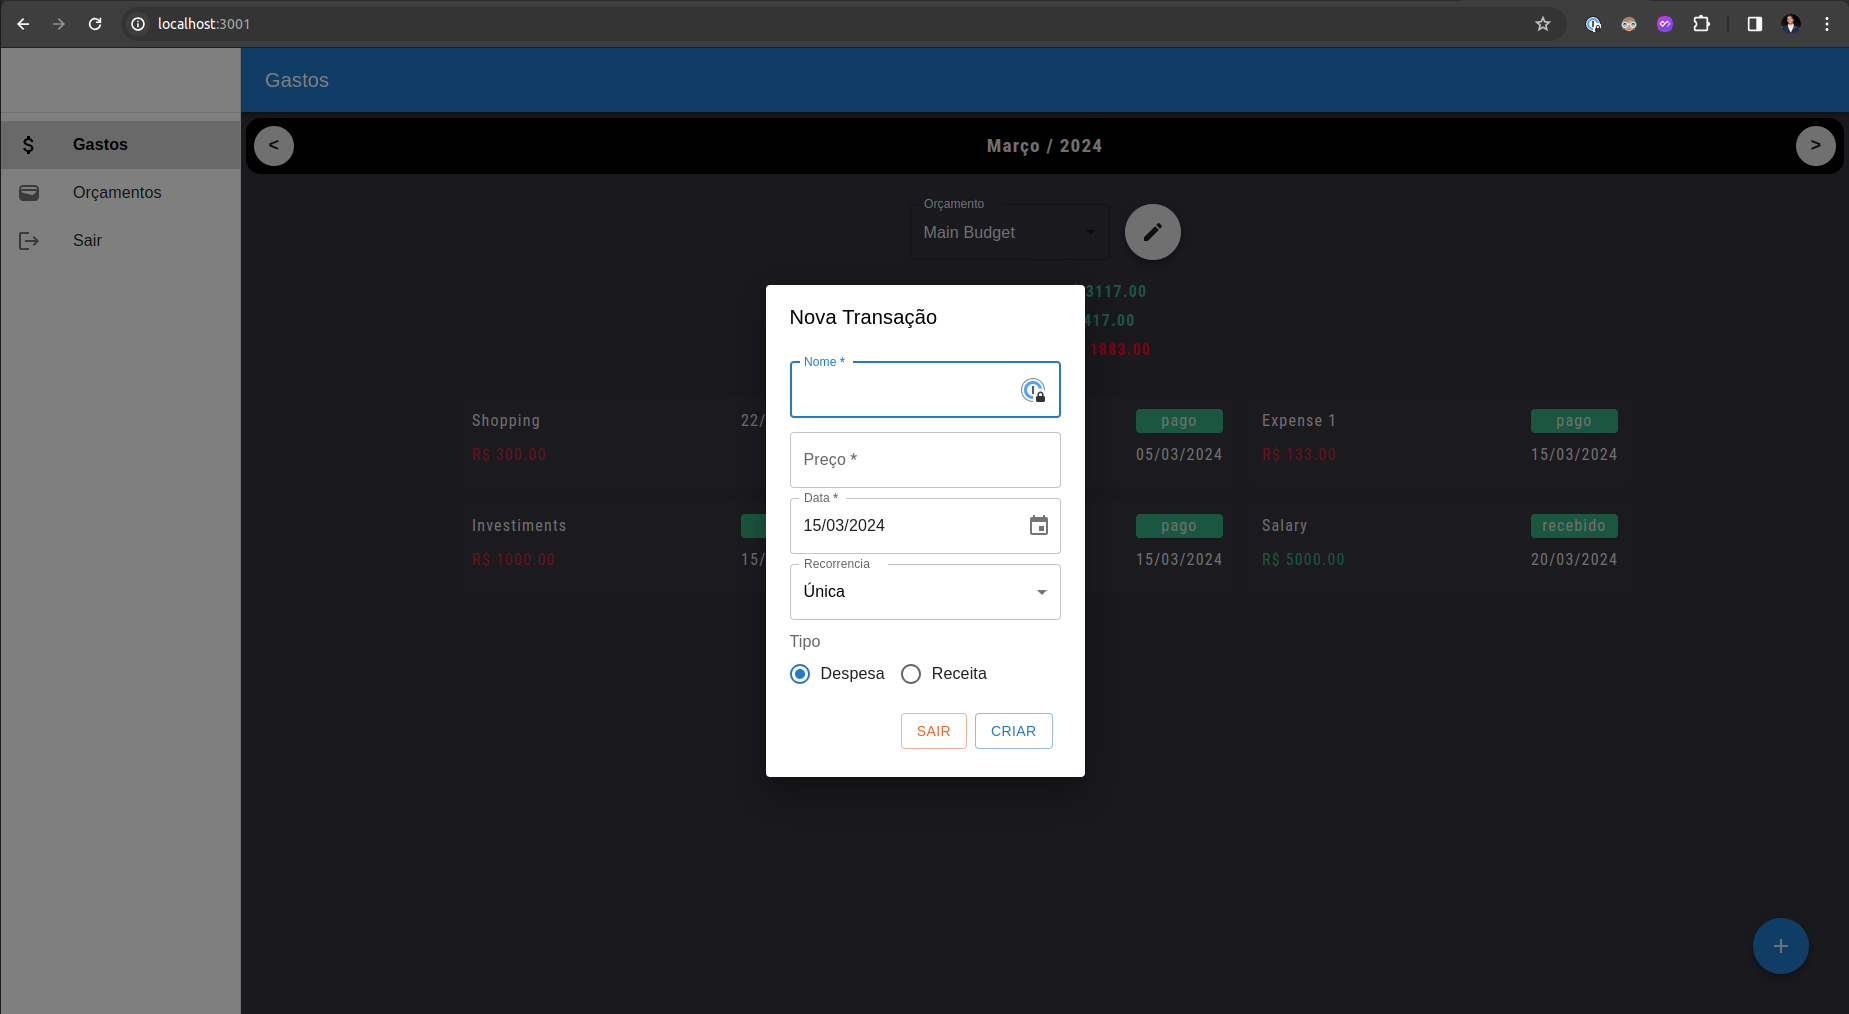 localhost:3001
Gastos
Gastos
Orçamentos
Sair
<
Março / 2024
>
Orçamento
Main Budget
3117.00
417.00
1883.00
Shopping
22/
pago
Expense 1
pago
R$ 300.00
05/03/2024
R$ 133.00
15/03/2024
Investiments
pago
Salary
recebido
R$ 1000.00
15/
15/03/2024
R$ 5000.00
20/03/2024
Nova Transação
Nome *
Preço *
Data *
15/03/2024
Recorrencia
Única
Tipo
Despesa
Receita
SAIR
CRIAR
+